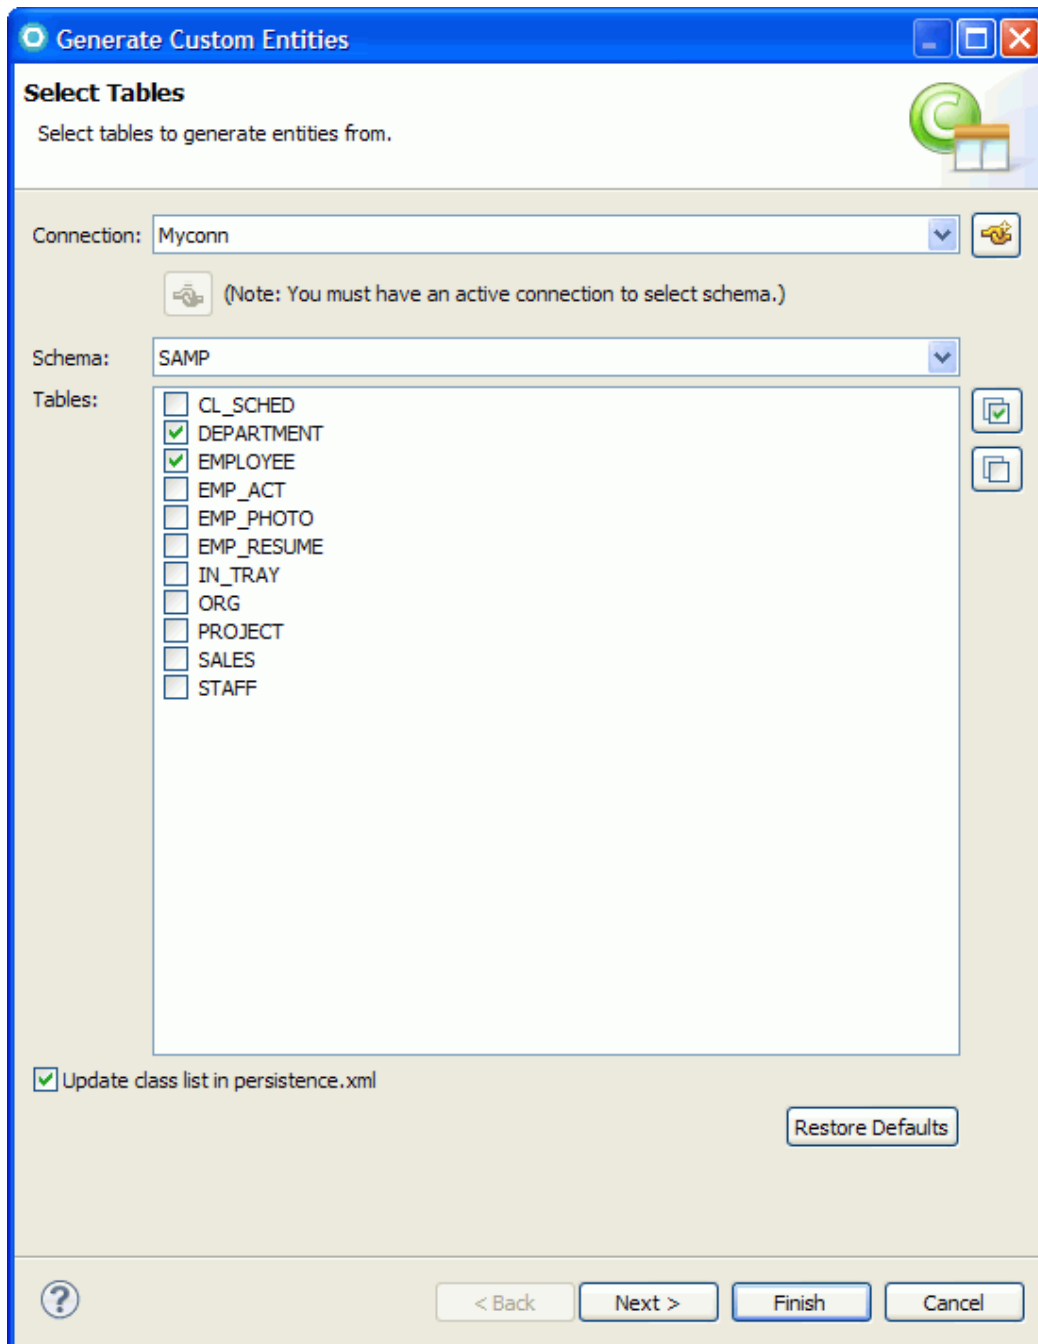 Generate Custom Entities
Select Tables
Select tables to generate entities from.
Connection: Myconn
(Note: You must have an active connection to select schema.)
Schema: SAMP
Tables:
CL_SCHED
DEPARTMENT
EMPLOYEE
EMP_ACT
EMP_PHOTO
EMP_RESUME
IN_TRAY
ORG
PROJECT
SALES
STAFF
Update class list in persistence.xml
Restore Defaults
? < Back Next > Finish Cancel